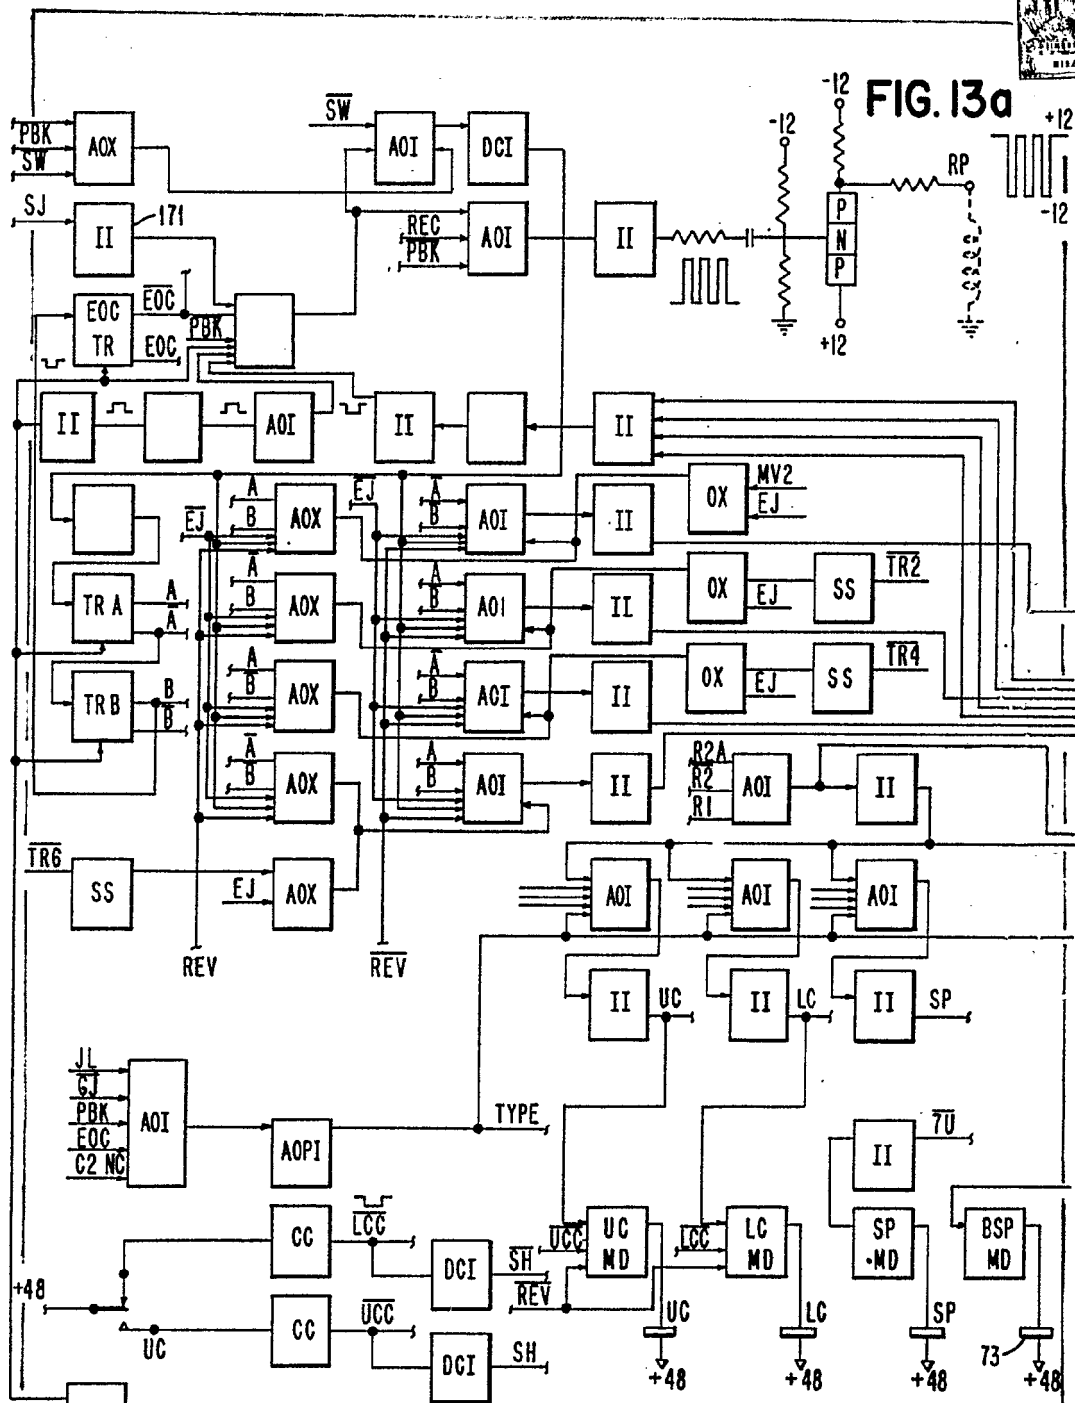 FIG. 13a
-12
-12
+12
-12
RP
P
N
P
+12
PBK
SW
AOX
SW
AOI
DCI
SJ
II
171
REC
PBK
AOI
II
EOC
TR
EOC
EOC
PBK
II
AOI
II
II
EJ
A
B
AOX
EJ
A
B
AOI
II
OX
MV2
EJ
TR A
A
A
A
B
AOX
A
B
AOI
II
OX
EJ
SS
TR2
TR B
B
B
A
B
AOX
A
B
AOI
II
OX
EJ
SS
TR4
A
B
AOX
A
B
AOI
II
R2A
R2
R1
AOI
II
TR6
SS
EJ
AOX
AOI
AOI
AOI
REV
REV
II
UC
II
LC
II
SP
JL
GJ
PBK
EOC
C2 NC
AOI
AOPI
TYPE
II
7U
CC
LCC
DCI
SH
UCC
REV
UC
MD
LCC
LC
MD
SP
MD
BSP
MD
+48
UC
CC
UCC
DCI
SH
UC
+48
LC
+48
SP
+48
73
+48